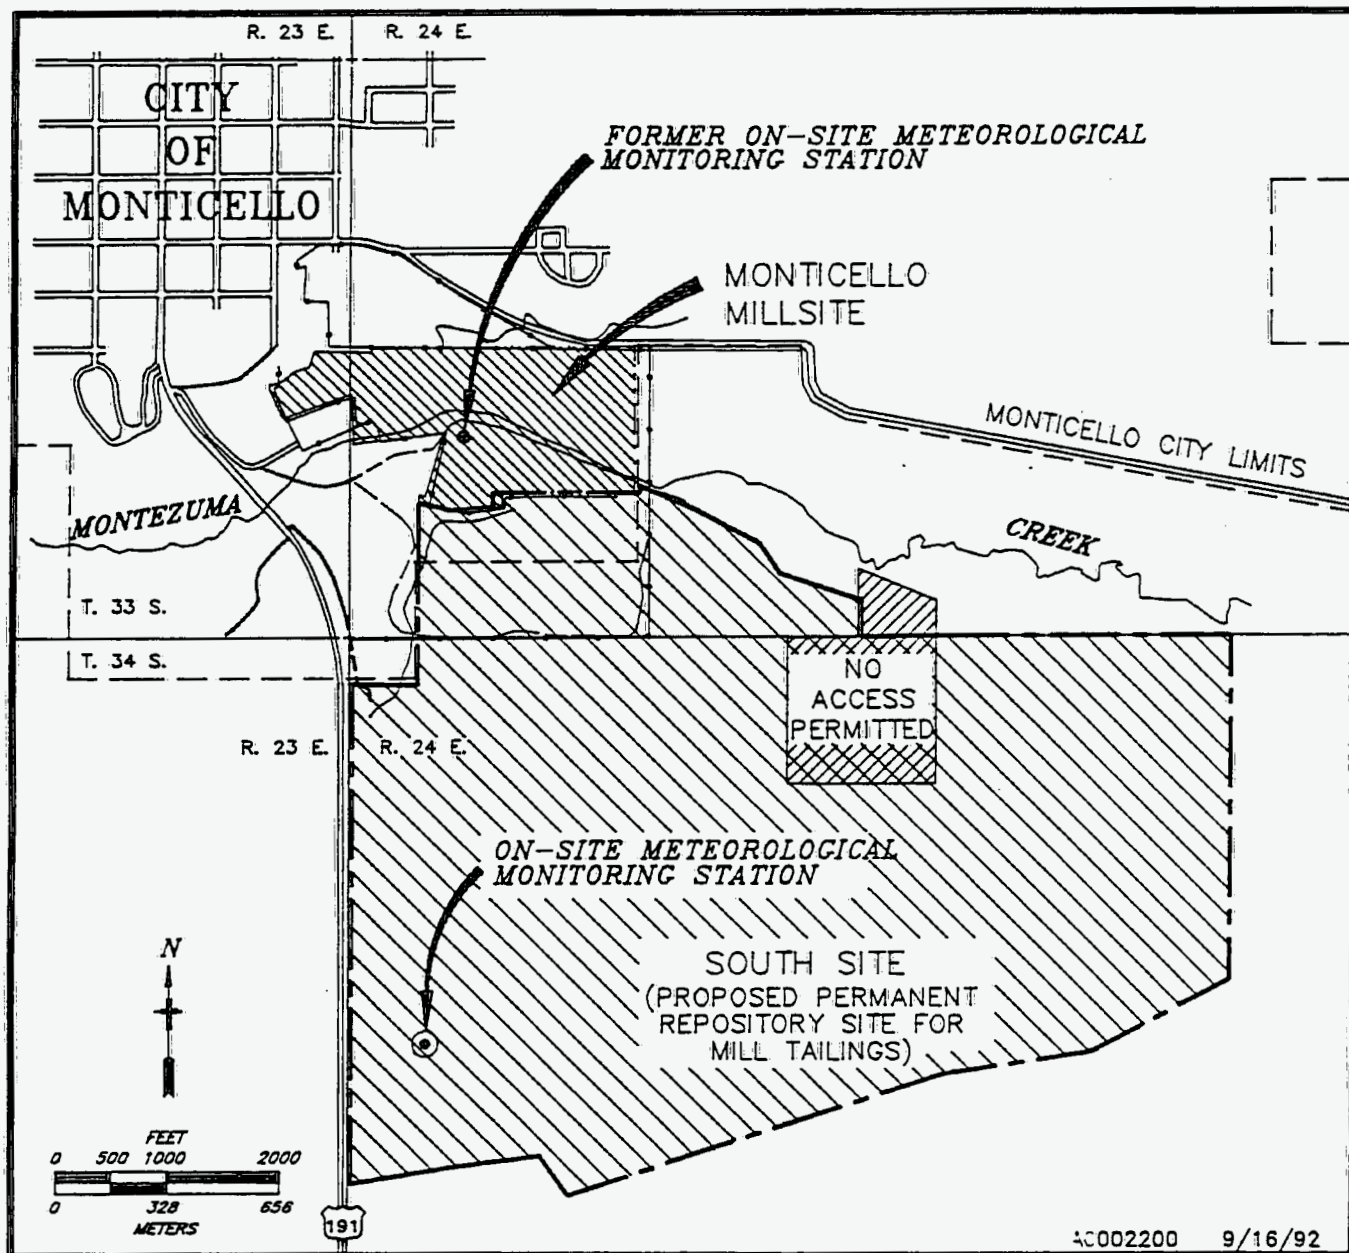 R. 23 E. R. 24 E.
CITY
OF
MONTICELLO
FORMER ON-SITE METEOROLOGICAL
MONITORING STATION
MONTICELLO
MILLSITE
MONTICELLO CITY LIMITS
MONTEZUMA
CREEK
T. 33 S.
T. 34 S.
NO
ACCESS
PERMITTED
R. 23 E. R. 24 E.
ON-SITE METEOROLOGICAL
MONITORING STATION
SOUTH SITE
(PROPOSED PERMANENT
REPOSITORY SITE FOR
MILL TAILINGS)
N
FEET
0 500 1000 2000
0 328 656
METERS
191
9/16/92